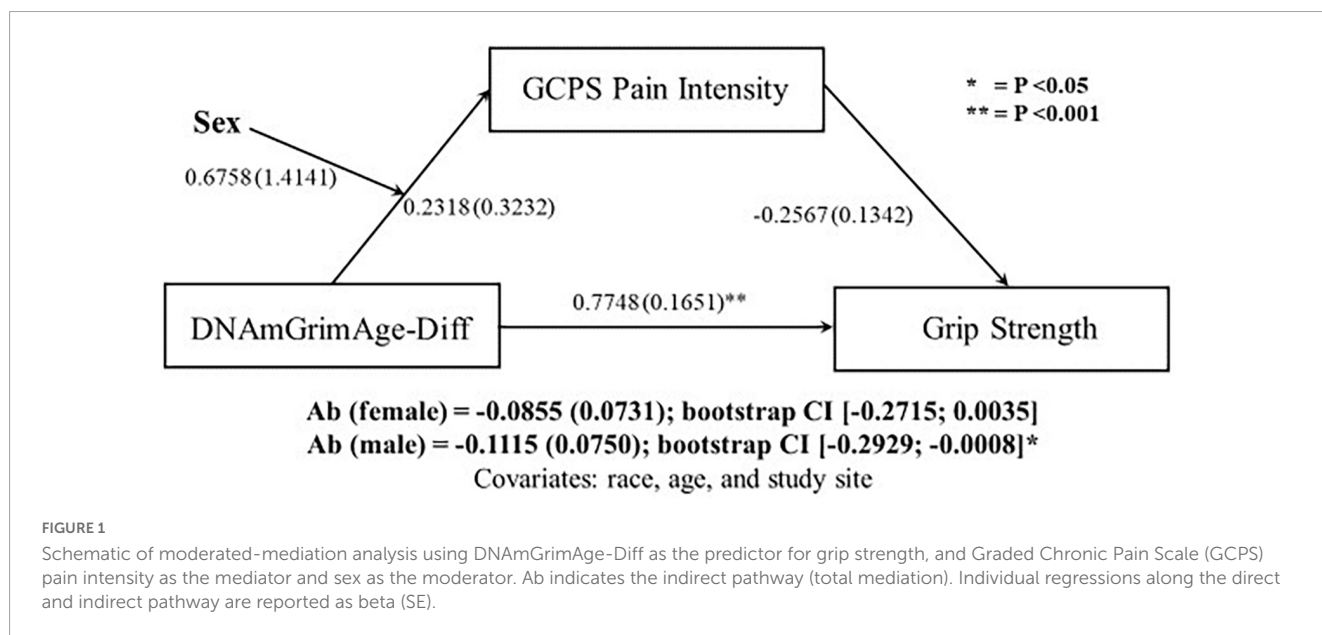 GCPS Pain Intensity
* = P <0.05
** = P <0.001
Sex
0.6758(1.4141)
0.2318(0.3232)
-0.2567(0.1342)
0.7748(0.1651)**
DNAmGrimAge-Diff
Grip Strength
Ab (female) = -0.0855 (0.0731); bootstrap CI [-0.2715; 0.0035]
Ab (male) = -0.1115 (0.0750); bootstrap CI [-0.2929; -0.0008]*
Covariates: race, age, and study site
FIGURE 1
Schematic of moderated-mediation analysis using DNAmGrimAge-Diff as the predictor for grip strength, and Graded Chronic Pain Scale (GCPS)
pain intensity as the mediator and sex as the moderator. Ab indicates the indirect pathway (total mediation). Individual regressions along the direct
and indirect pathway are reported as beta (SE).